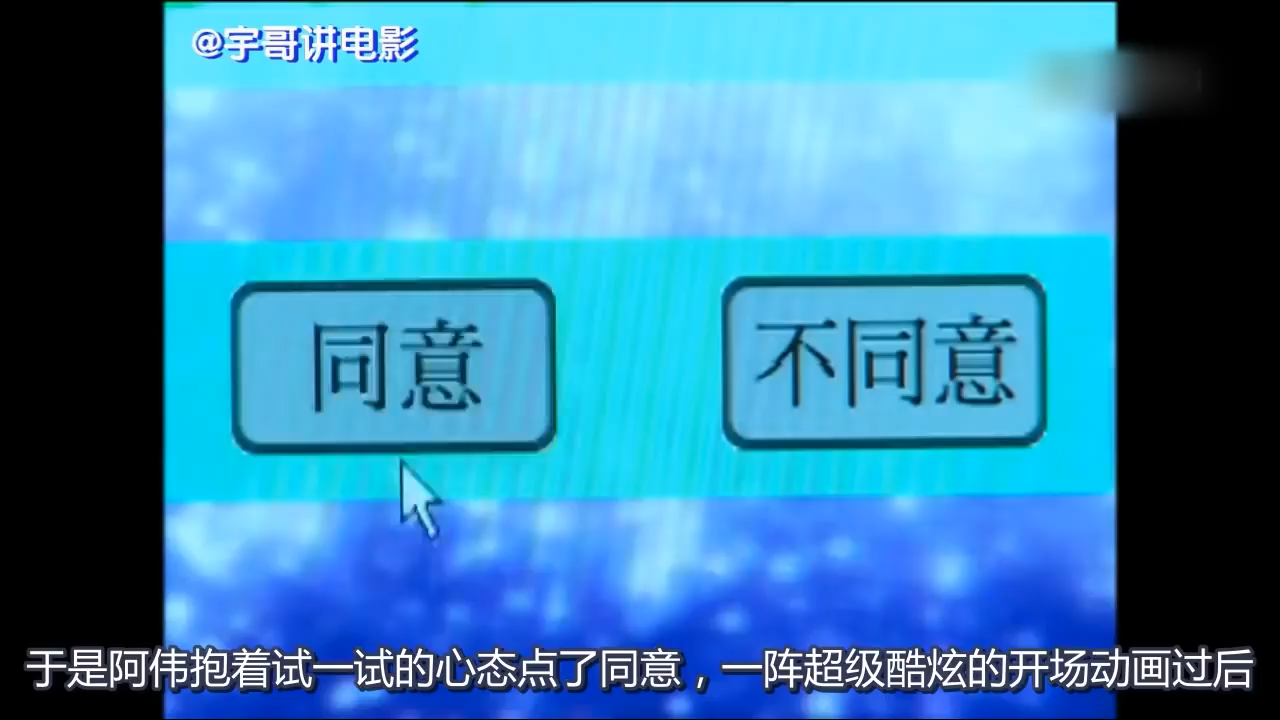 @宇哥讲电影
同意 不同意
于是阿伟抱着试一试的心态点了同意，一阵超级酷炫的开场动画过后